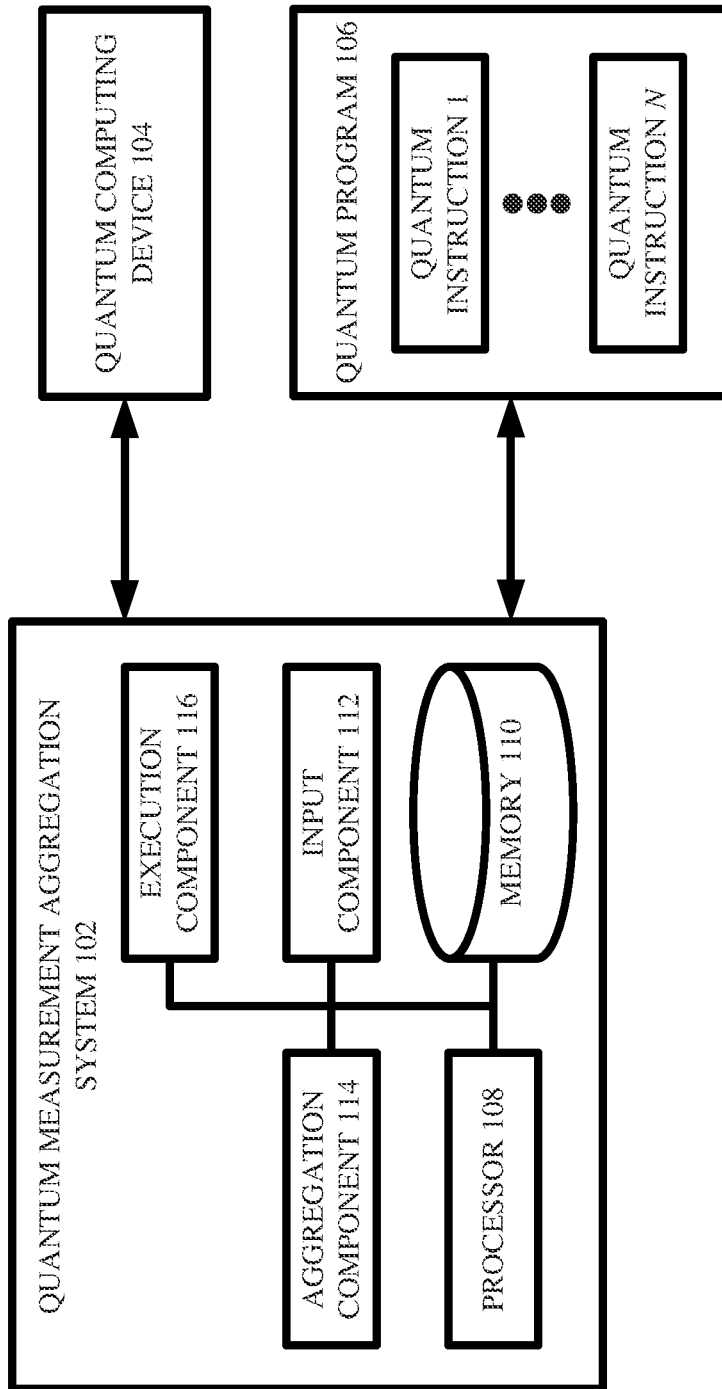 QUANTUM MEASUREMENT AGGREGATION
SYSTEM 102
EXECUTION
COMPONENT 116
AGGREGATION
COMPONENT 114
INPUT
COMPONENT 112
PROCESSOR 108
MEMORY 110
QUANTUM COMPUTING
DEVICE 104
QUANTUM PROGRAM 106
QUANTUM
INSTRUCTION 1
QUANTUM
INSTRUCTION N